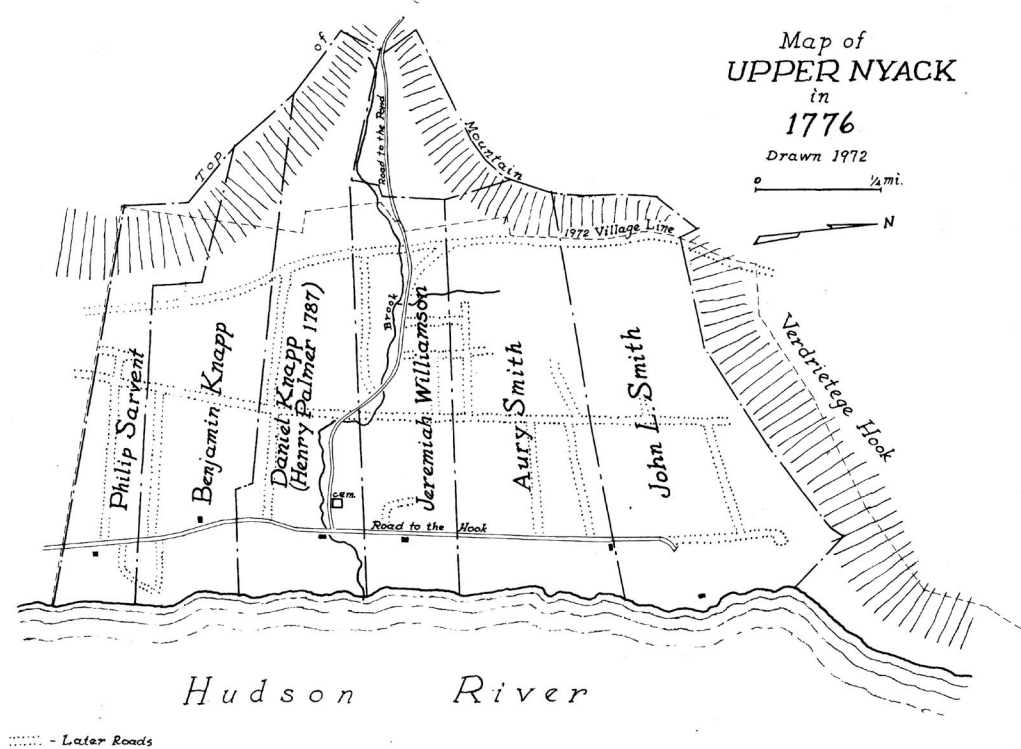 Map of
UPPER NYACK
in
1776
Drawn 1972
0 ¼ mi.
N
Top
of
Mountain
Road to the Pond
1972 Village Line
Verdrietege Hook
Brook
Philip Sarvent
Benjamin Knapp
Daniel Knapp
(Henry Palmer 1787)
Jeremiah Williamson
Aury Smith
John L. Smith
cem.
Road to the Hook
Hudson River
- Later Roads